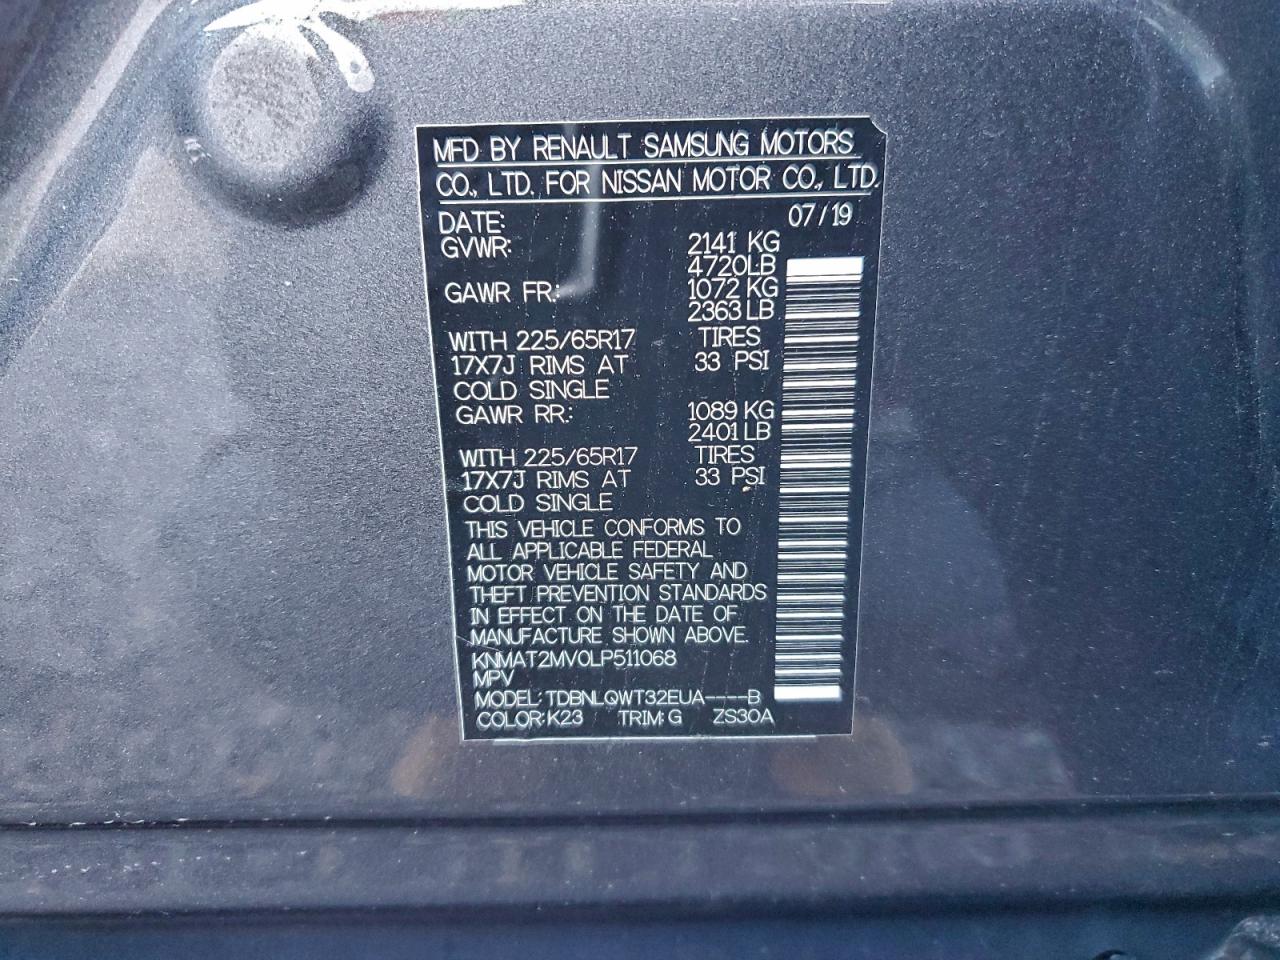 MFD BY RENAULT SAMSUNG MOTORS
CO., LTD. FOR NISSAN MOTOR CO., LTD.
DATE: 07/19
GVWR: 2141 KG
4720LB
GAWR FR: 1072 KG
2363 LB
WITH 225/65R17 TIRES
17X7J RIMS AT 33 PSI
COLD SINGLE
GAWR RR: 1089 KG
2401 LB
WITH 225/65R17 TIRES
17X7J RIMS AT 33 PSI
COLD SINGLE
THIS VEHICLE CONFORMS TO
ALL APPLICABLE FEDERAL
MOTOR VEHICLE SAFETY AND
THEFT PREVENTION STANDARDS
IN EFFECT ON THE DATE OF
MANUFACTURE SHOWN ABOVE.
KNMAT2MV0LP511068
MPV
MODEL: TDBNLQWT32EUA----B
COLOR: K23 TRIM: G ZS30A